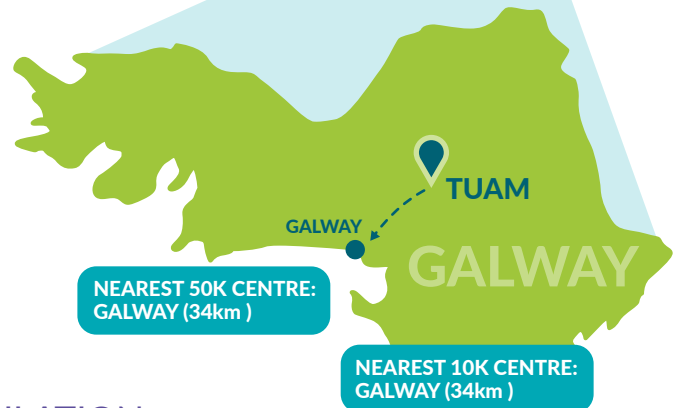 TUAM
GALWAY
GALWAY
NEAREST 50K CENTRE:
GALWAY (34km )
NEAREST 10K CENTRE:
GALWAY (34km )